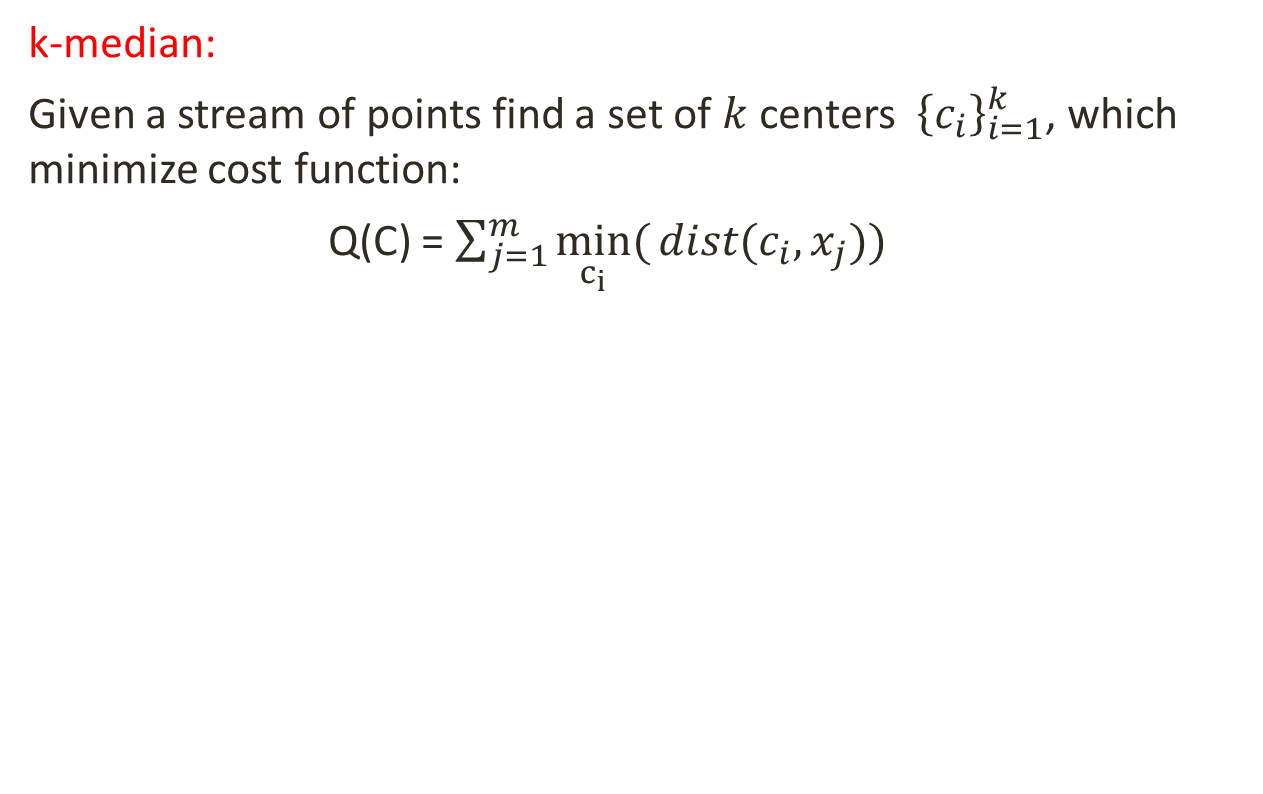 k-median:
Given a stream of points find a set of $k$ centers $\{c_i\}_{i=1}^{k}$, which
minimize cost function:
Q(C) = $\sum_{j=1}^{m} \min_{c_i}( dist(c_i, x_j))$